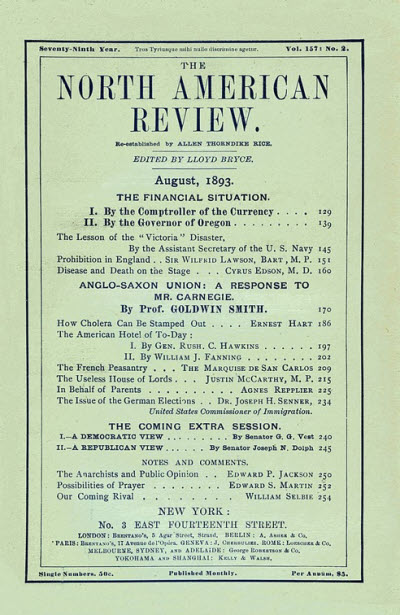 Seventy-Ninth Year. Tros Tyriusque mihi nullo discrimine agetur. Vol. 157: No. 2.
THE
NORTH AMERICAN
REVIEW.
Re-established by ALLEN THORNDIKE RICE.
EDITED BY LLOYD BRYCE.
August, 1893.
THE FINANCIAL SITUATION.
I. By the Comptroller of the Currency . . . . 129
II. By the Governor of Oregon . . . . . . . . . 139
The Lesson of the "Victoria" Disaster,
By the Assistant Secretary of the U. S. Navy 145
Prohibition in England . . SIR WILFRID LAWSON, BART, M. P. 151
Disease and Death on the Stage . . . CYRUS EDSON, M. D. 160
ANGLO-SAXON UNION: A RESPONSE TO
MR. CARNEGIE.
By Prof. GOLDWIN SMITH. 170
How Cholera Can Be Stamped Out . . . . ERNEST HART 186
The American Hotel of To-Day :
I. By GEN. RUSH. C. HAWKINS . . . . . . 197
II. By WILLIAM J. FANNING . . . . . . . . 202
The French Peasantry . . . THE MARQUISE DE SAN CARLOS 209
The Useless House of Lords . . . JUSTIN MCCARTHY, M. P. 215
In Behalf of Parents . . . . . . . . . . AGNES REPPLIER 225
The Issue of the German Elections . . DR. JOSEPH H. SENNER, 234
United States Commissioner of Immigration.
THE COMING EXTRA SESSION.
I.—A DEMOCRATIC VIEW . . . . . . . . By Senator G. G. Vest 240
II.—A REPUBLICAN VIEW . . . . By Senator Joseph N. Dolph 245
NOTES AND COMMENTS.
The Anarchists and Public Opinion . . EDWARD P. JACKSON 250
Possibilities of Prayer . . . . . . . . EDWARD S. MARTIN 252
Our Coming Rival . . . . . . . . . . . WILLIAM SELBIE 254
NEW YORK :
No. 3 EAST FOURTEENTH STREET.
LONDON: BRENTANO'S, 5 Agar Street, Strand. BERLIN: A. ASHER & Co.
PARIS: BRENTANO'S, 17 Avenue de l'Opéra. GENEVA: J. CHERBULIEZ. ROME: LOESCHER & Co.
MELBOURNE, SYDNEY, AND ADELAIDE: George ROBERTSON & Co.
YOKOHAMA AND SHANGHAI: KELLY & WALSH.
Single Numbers, 50c. Published Monthly. Per Annum, $5.